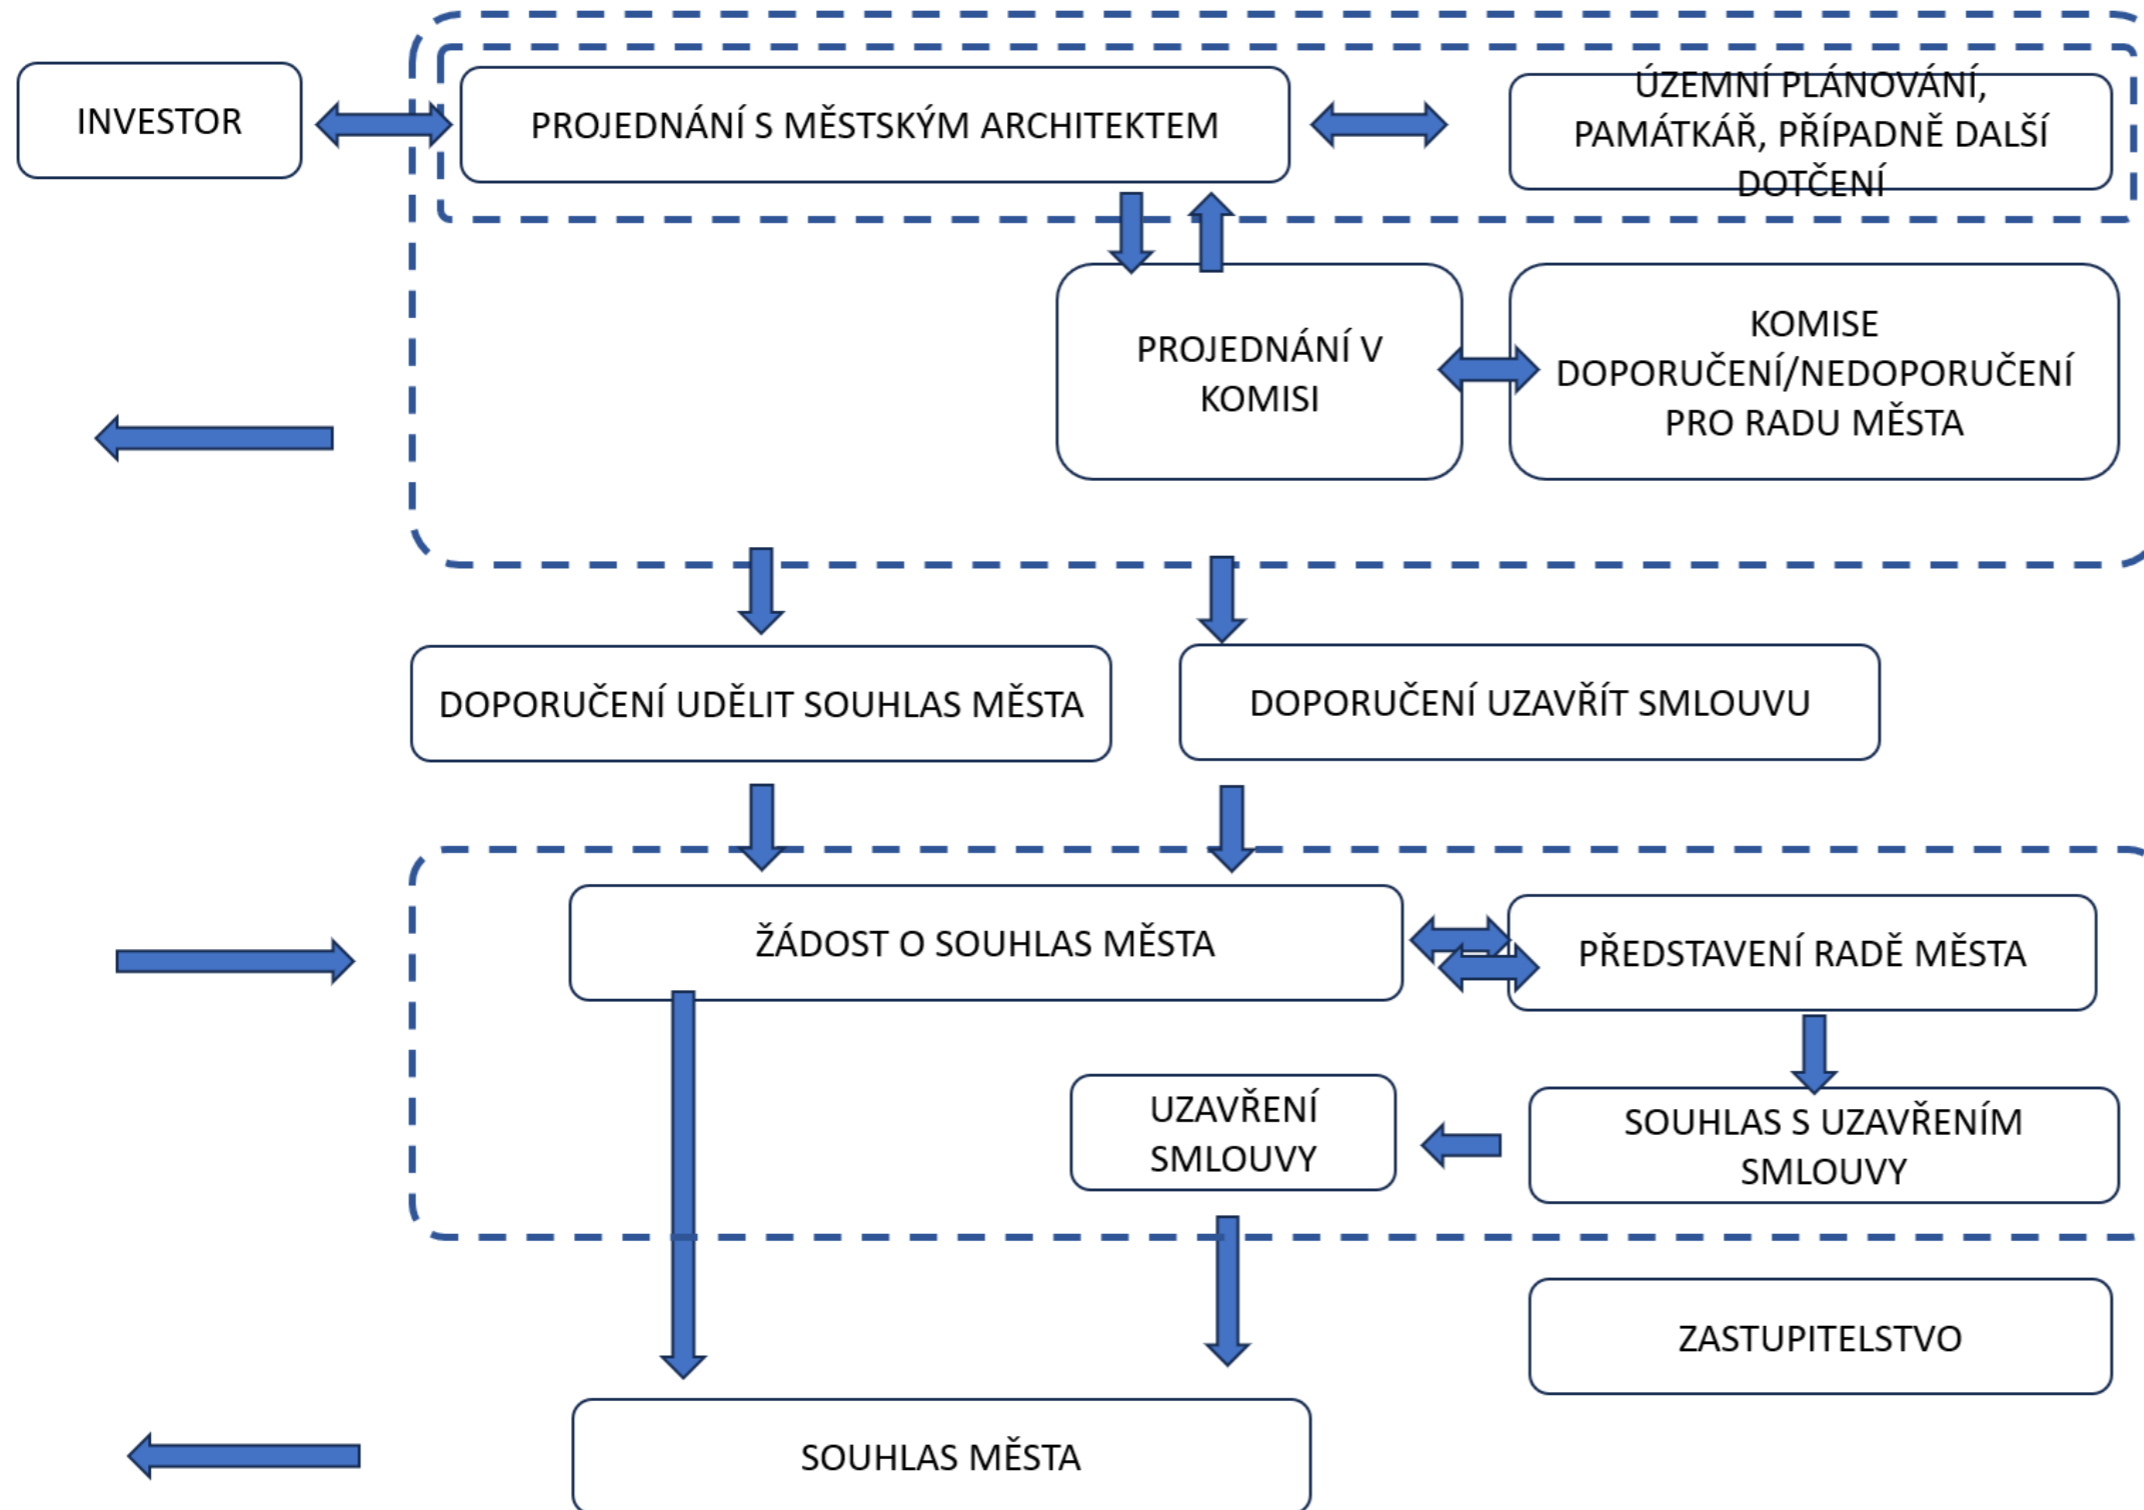 INVESTOR
PROJEDNÁNÍ S MĚSTSKÝM ARCHITEKTEM
ÚZEMNÍ PLÁNOVÁNÍ,
PAMÁTKÁŘ, PŘÍPADNĚ DALŠÍ
DOTČENÍ
PROJEDNÁNÍ V
KOMISI
KOMISE
DOPORUČENÍ/NEDOPORUČENÍ
PRO RADU MĚSTA
DOPORUČENÍ UDĚLIT SOUHLAS MĚSTA
DOPORUČENÍ UZAVŘÍT SMLOUVU
ŽÁDOST O SOUHLAS MĚSTA
PŘEDSTAVENÍ RADĚ MĚSTA
UZAVŘENÍ
SMLOUVY
SOUHLAS S UZAVŘENÍM
SMLOUVY
ZASTUPITELSTVO
SOUHLAS MĚSTA